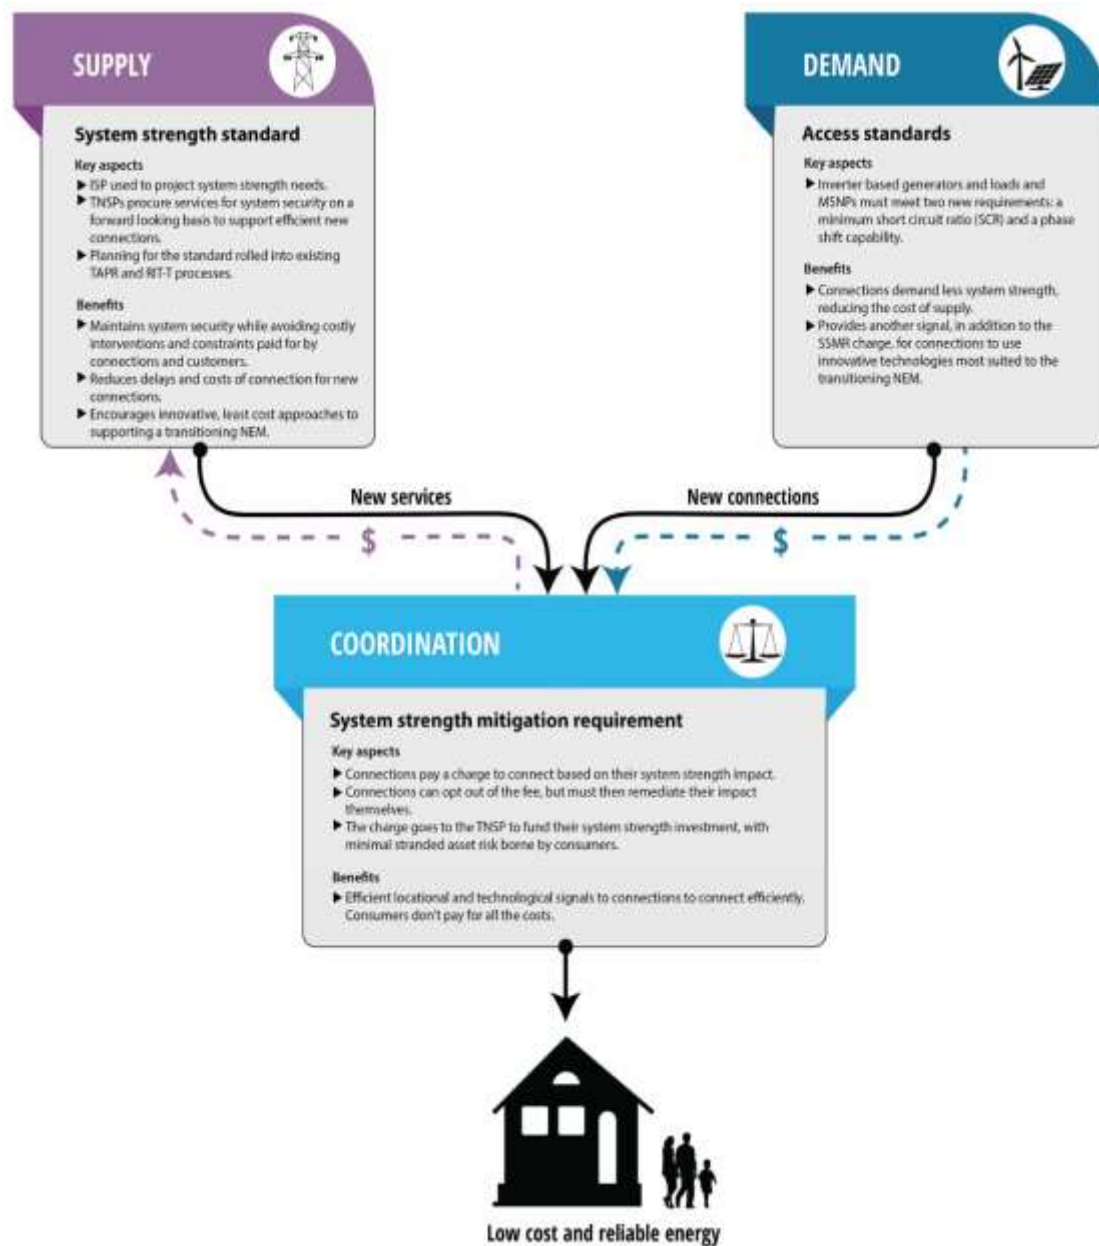 SUPPLY
System strength standard
Key aspects
▶ ISP used to project system strength needs.
▶ TNSPs procure services for system security on a
forward looking basis to support efficient new
connections.
▶ Planning for the standard rolled into existing
TAPR and RIT-T processes.
Benefits
▶ Maintains system security while avoiding costly
interventions and constraints paid for by
connections and customers.
▶ Reduces delays and costs of connection for new
connections.
▶ Encourages innovative, least cost approaches to
supporting a transitioning NEM.
DEMAND
Access standards
Key aspects
▶ Inverter based generators and loads and
MSNPs must meet two new requirements: a
minimum short circuit ratio (SCR) and a phase
shift capability.
Benefits
▶ Connections demand less system strength,
reducing the cost of supply.
▶ Provides another signal, in addition to the
SSMR charge, for connections to use
innovative technologies most suited to the
transitioning NEM.
New services
New connections
$
$
COORDINATION
System strength mitigation requirement
Key aspects
▶ Connections pay a charge to connect based on their system strength impact.
▶ Connections can opt out of the fee, but must then remediate their impact
themselves.
▶ The charge goes to the TNSP to fund their system strength investment, with
minimal stranded asset risk borne by consumers.
Benefits
▶ Efficient locational and technological signals to connections to connect efficiently.
Consumers don't pay for all the costs.
Low cost and reliable energy